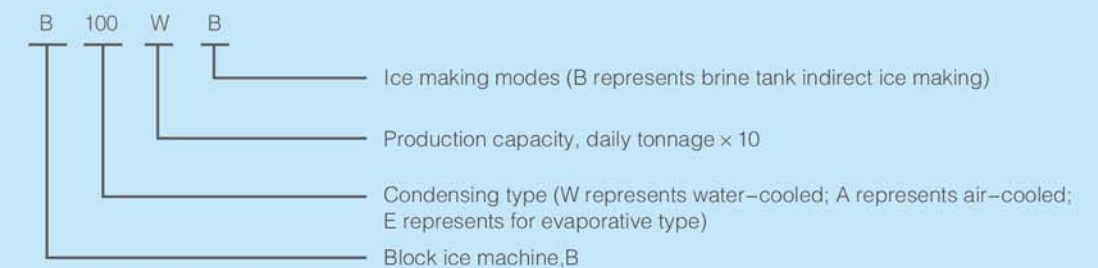 B 100 W B
Ice making modes (B represents brine tank indirect ice making)
Production capacity, daily tonnage × 10
Condensing type (W represents water–cooled; A represents air–cooled;
E represents for evaporative type)
Block ice machine,B